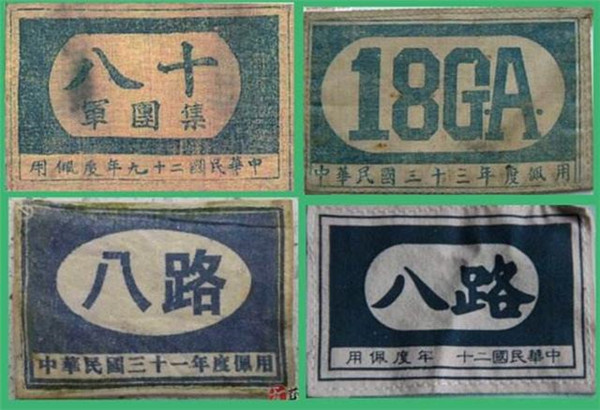 十八
集團軍
中華民國二十九年度佩用
18G.A.
中華民國三十三年度佩用
八路
中華民國三十一年度佩用
八路
中華民國二十 年度佩用